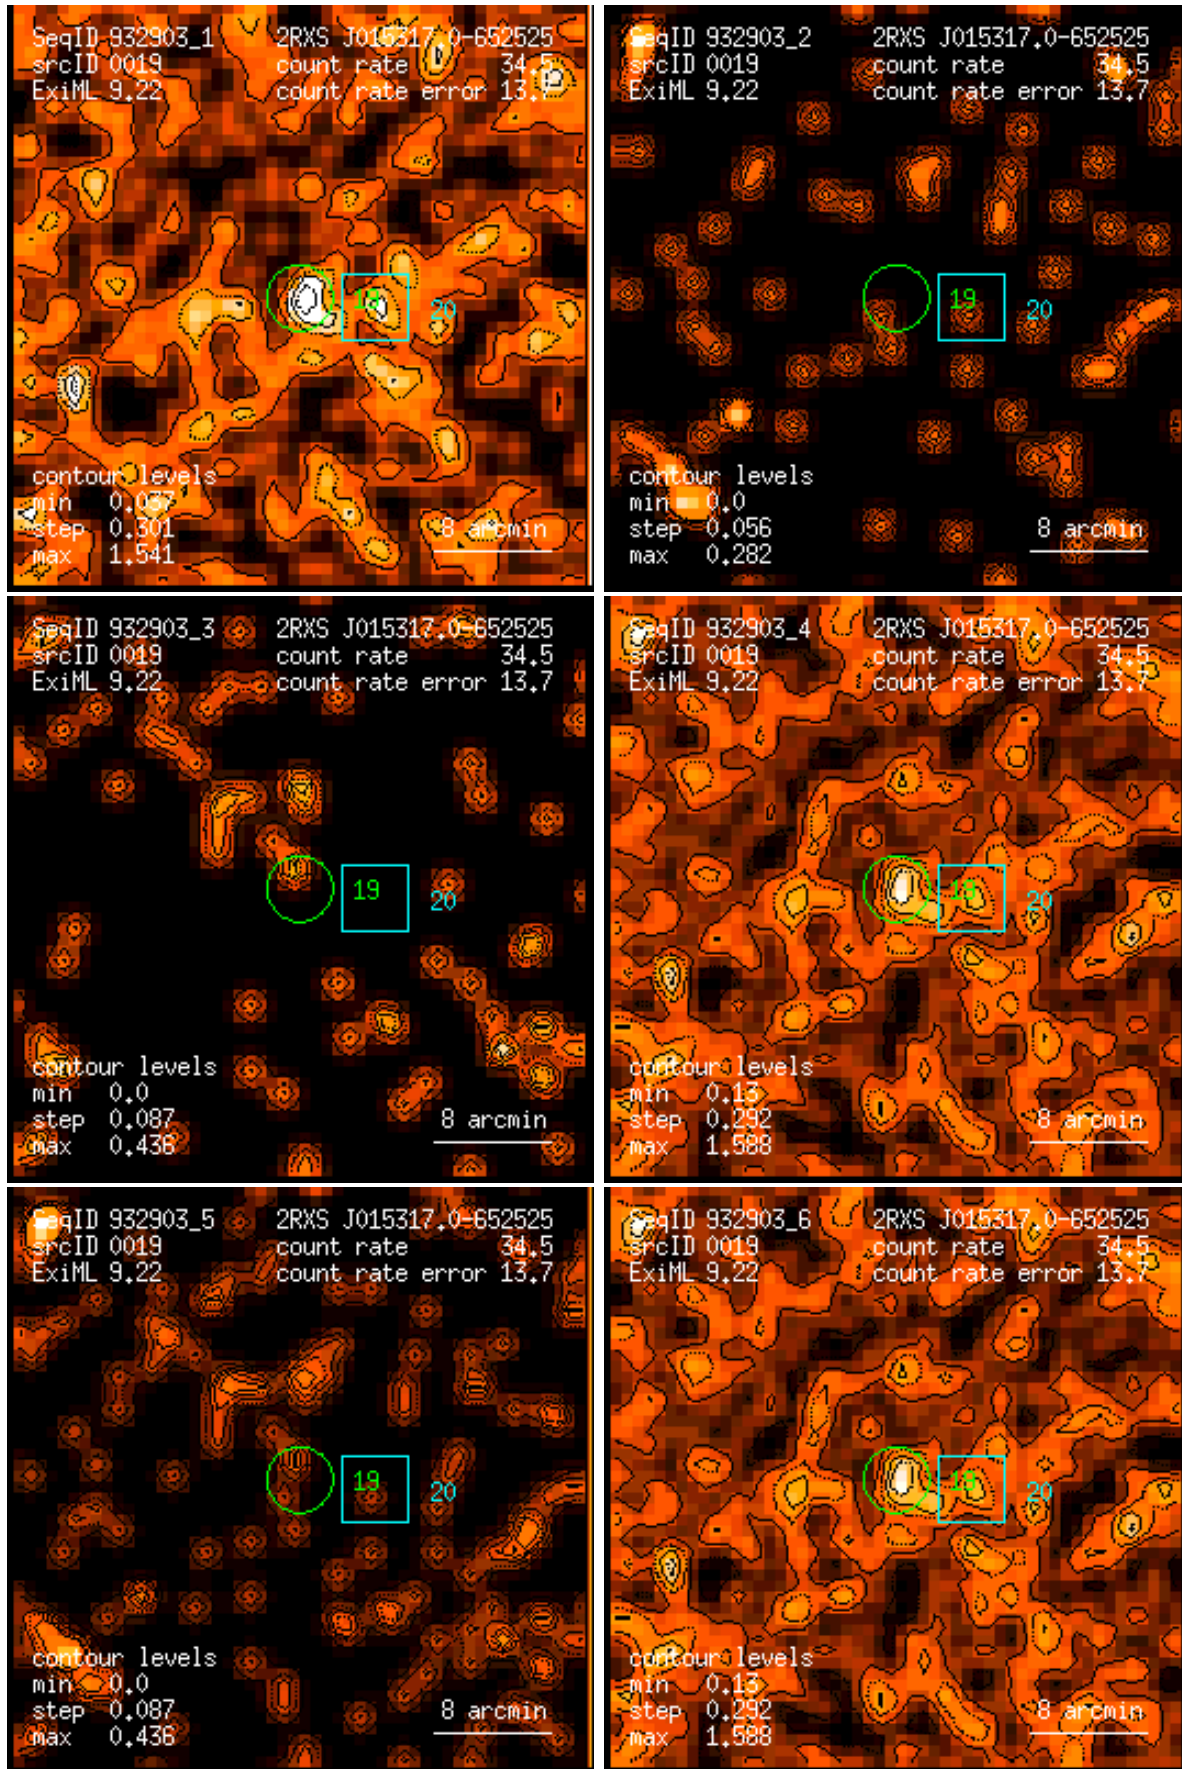 SeqID 932903_1 2RXS J015317.0-652525
srcID 0019 count rate 34.5
ExiML 9.22 count rate error 13.7
19 20
contour levels
min 0.037
step 0.301
max 1.541
8 arcmin
SeqID 932903_2 2RXS J015317.0-652525
srcID 0019 count rate 34.5
ExiML 9.22 count rate error 13.7
19 20
contour levels
min 0.0
step 0.056
max 0.282
8 arcmin
SeqID 932903_3 2RXS J015317.0-652525
srcID 0019 count rate 34.5
ExiML 9.22 count rate error 13.7
19 20
contour levels
min 0.0
step 0.087
max 0.436
8 arcmin
SeqID 932903_4 2RXS J015317.0-652525
srcID 0019 count rate 34.5
ExiML 9.22 count rate error 13.7
19 20
contour levels
min 0.13
step 0.292
max 1.588
8 arcmin
SeqID 932903_5 2RXS J015317.0-652525
srcID 0019 count rate 34.5
ExiML 9.22 count rate error 13.7
19 20
contour levels
min 0.0
step 0.087
max 0.436
8 arcmin
SeqID 932903_6 2RXS J015317.0-652525
srcID 0019 count rate 34.5
ExiML 9.22 count rate error 13.7
19 20
contour levels
min 0.13
step 0.292
max 1.588
8 arcmin